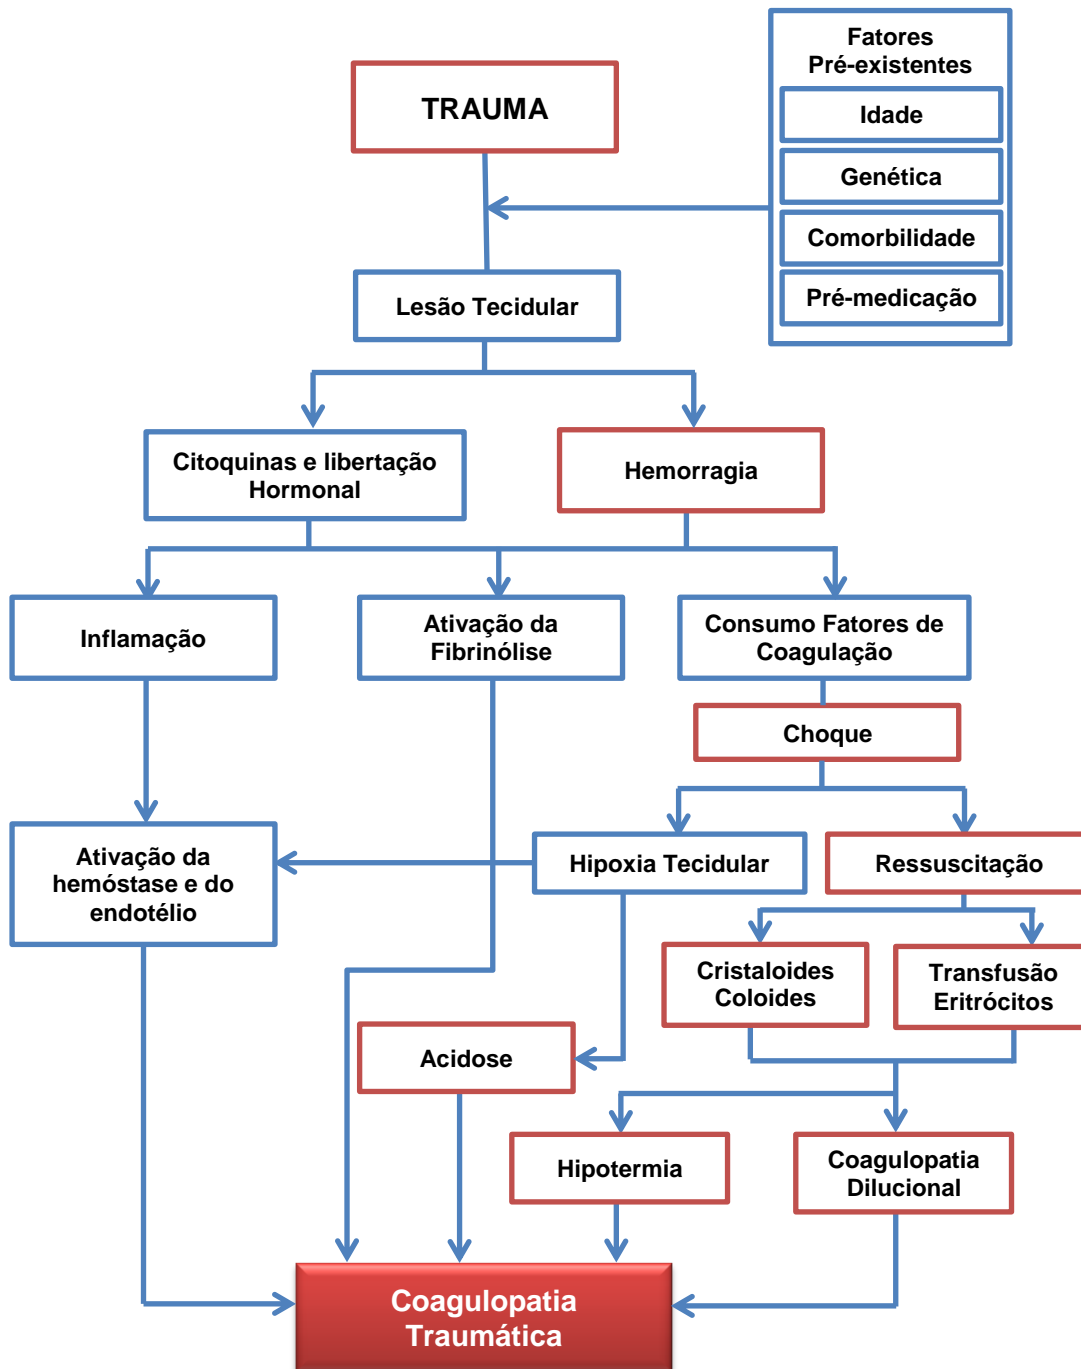 Fatores
Pré-existentes
TRAUMA
Idade
Genética
Comorbilidade
Pré-medicação
Lesão Tecidular
Citoquinas e libertação
Hormonal
Hemorragia
Inflamação
Ativação da
Fibrinólise
Consumo Fatores de
Coagulação
Choque
Ativação da
hemóstase e do
endotélio
Hipoxia Tecidular
Ressuscitação
Cristaloides
Coloides
Transfusão
Eritrócitos
Acidose
Hipotermia
Coagulopatia
Dilucional
Coagulopatia
Traumática